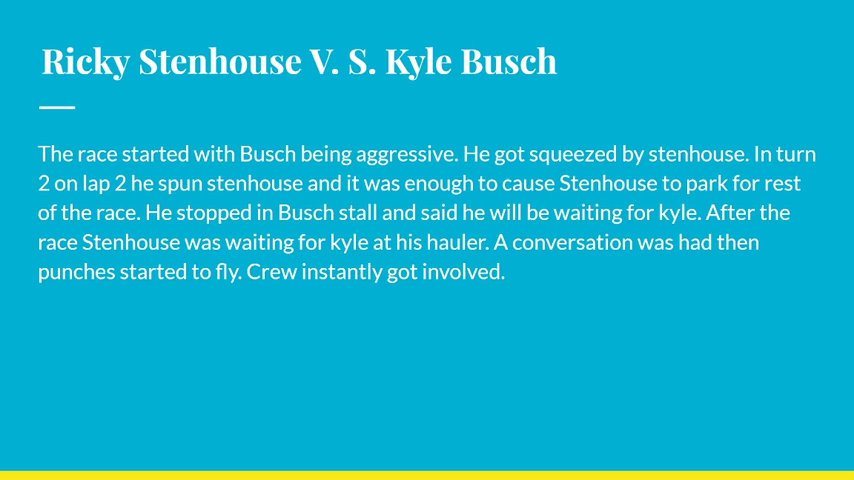 Ricky Stenhouse V. S. Kyle Busch
The race started with Busch being aggressive. He got squeezed by stenhouse. In turn
2 on lap 2 he spun stenhouse and it was enough to cause Stenhouse to park for rest
of the race. He stopped in Busch stall and said he will be waiting for kyle. After the
race Stenhouse was waiting for kyle at his hauler. A conversation was had then
punches started to fly. Crew instantly got involved.